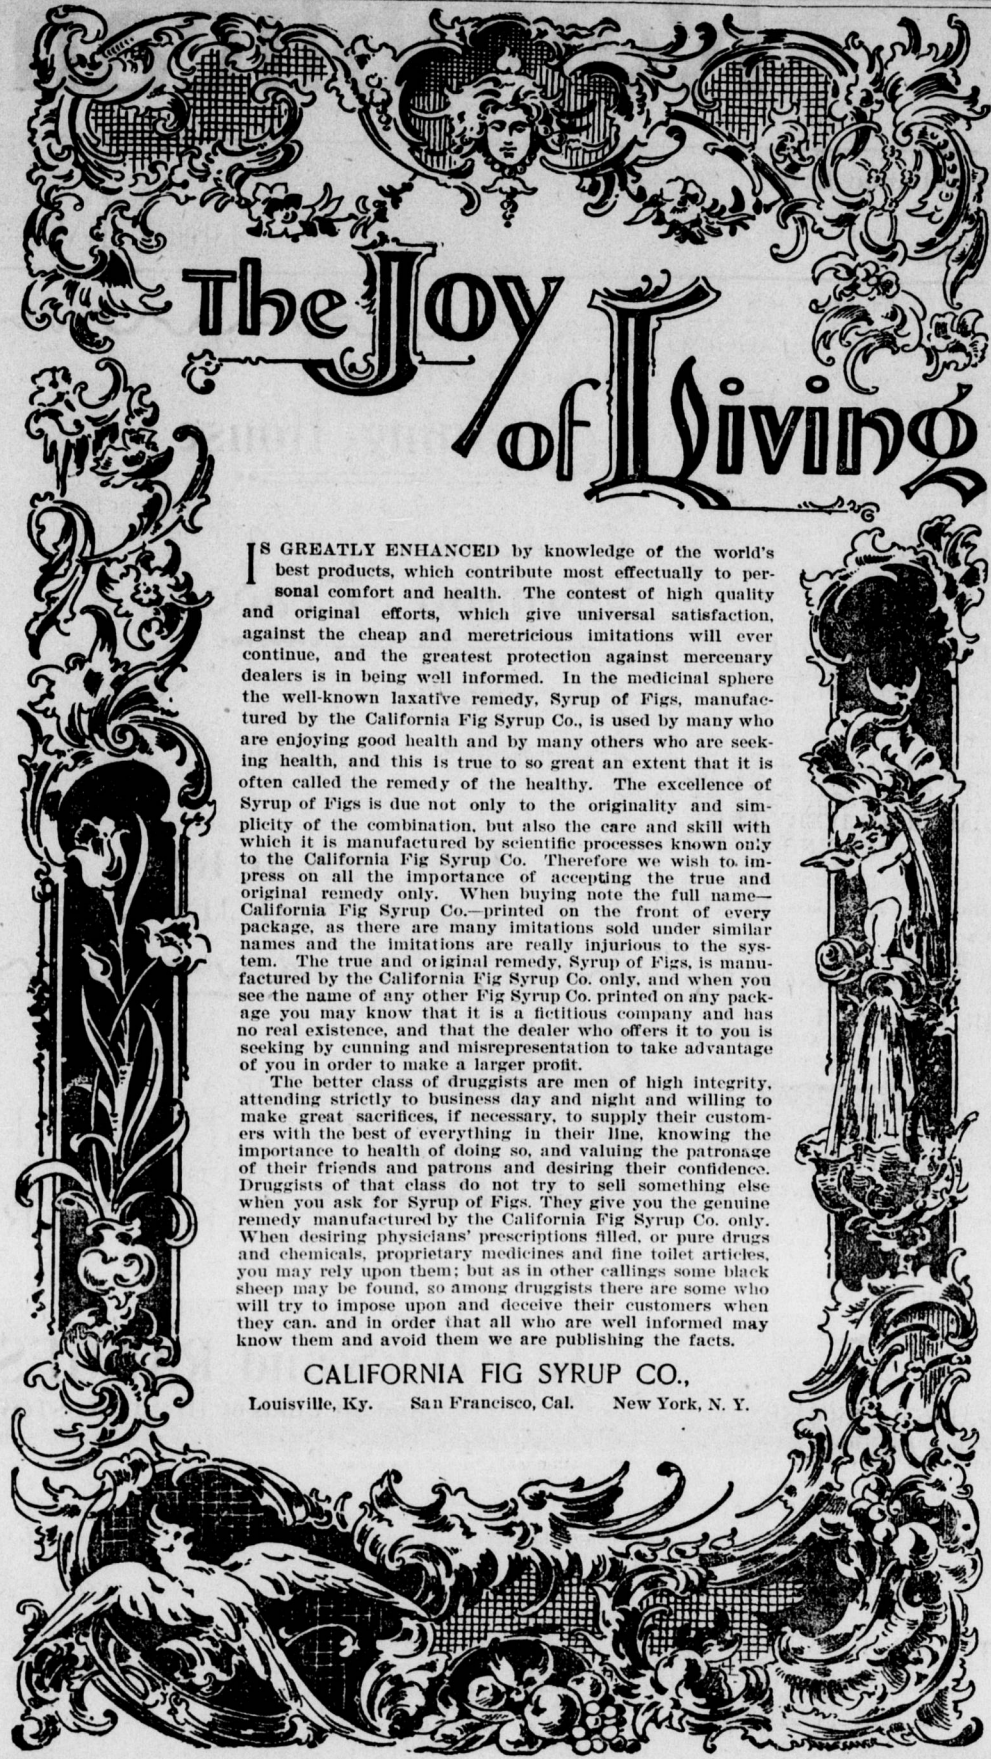 The Joy
of Living
IS GREATLY ENHANCED by knowledge of the world's
best products, which contribute most effectually to per-
sonal comfort and health. The contest of high quality
and original efforts, which give universal satisfaction,
against the cheap and meretricious imitations will ever
continue, and the greatest protection against mercenary
dealers is in being well informed. In the medicinal sphere
the well-known laxative remedy, Syrup of Figs, manufac-
tured by the California Fig Syrup Co., is used by many who
are enjoying good health and by many others who are seek-
ing health, and this is true to so great an extent that it is
often called the remedy of the healthy. The excellence of
Syrup of Figs is due not only to the originality and sim-
plicity of the combination, but also the care and skill with
which it is manufactured by scientific processes known only
to the California Fig Syrup Co. Therefore we wish to im-
press on all the importance of accepting the true and
original remedy only. When buying note the full name—
California Fig Syrup Co.—printed on the front of every
package, as there are many imitations sold under similar
names and the imitations are really injurious to the sys-
tem. The true and original remedy, Syrup of Figs, is manu-
factured by the California Fig Syrup Co. only, and when you
see the name of any other Fig Syrup Co. printed on any pack-
age you may know that it is a fictitious company and has
no real existence, and that the dealer who offers it to you is
seeking by cunning and misrepresentation to take advantage
of you in order to make a larger profit.
The better class of druggists are men of high integrity,
attending strictly to business day and night and willing to
make great sacrifices, if necessary, to supply their custom-
ers with the best of everything in their line, knowing the
importance to health of doing so, and valuing the patronage
of their friends and patrons and desiring their confidence.
Druggists of that class do not try to sell something else
when you ask for Syrup of Figs. They give you the genuine
remedy manufactured by the California Fig Syrup Co. only.
When desiring physicians' prescriptions filled, or pure drugs
and chemicals, proprietary medicines and fine toilet articles,
you may rely upon them; but as in other callings some black
sheep may be found, so among druggists there are some who
will try to impose upon and deceive their customers when
they can, and in order that all who are well informed may
know them and avoid them we are publishing the facts.
CALIFORNIA FIG SYRUP CO.,
Louisville, Ky. San Francisco, Cal. New York, N. Y.